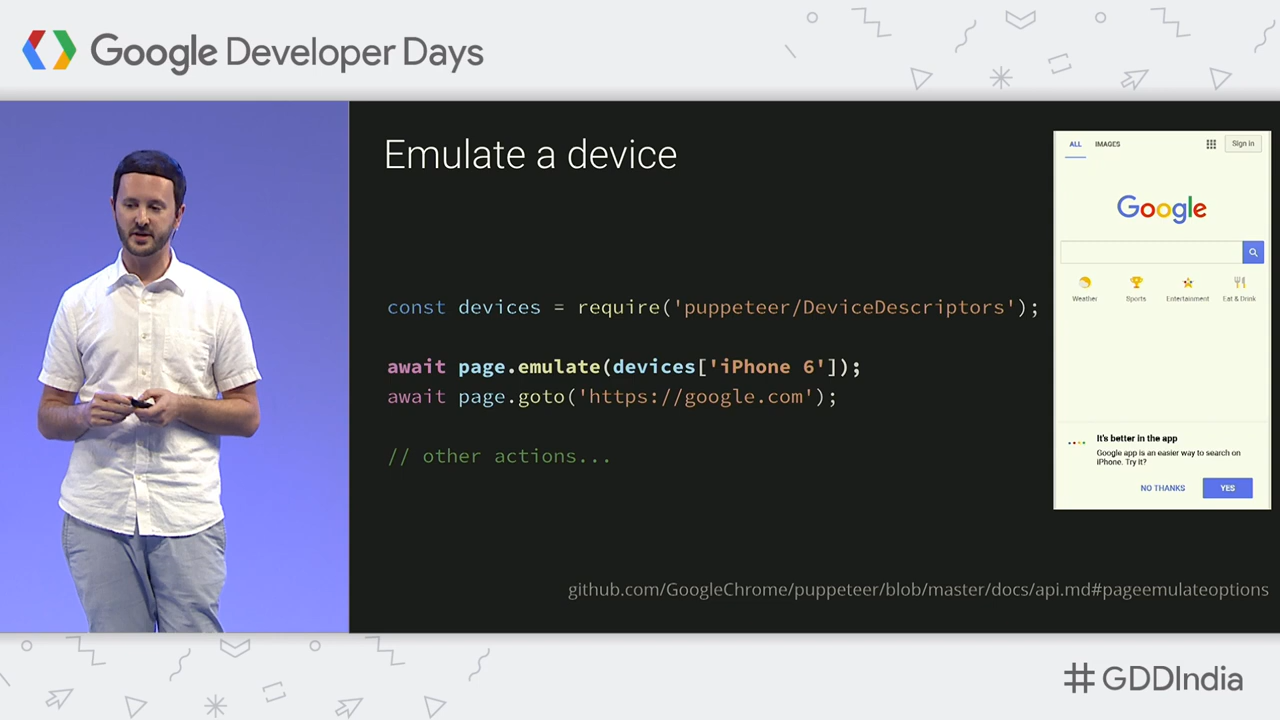 Google Developer Days
Emulate a device
const devices = require('puppeteer/DeviceDescriptors');
await page.emulate(devices['iPhone 6']);
await page.goto('https://google.com');
// other actions...
ALL IMAGES Sign in
Google
Weather Sports Entertainment Eat & Drink
It's better in the app
Google app is an easier way to search on
iPhone. Try it?
NO THANKS YES
github.com/GoogleChrome/puppeteer/blob/master/docs/api.md#pageemulateoptions
#GDDIndia